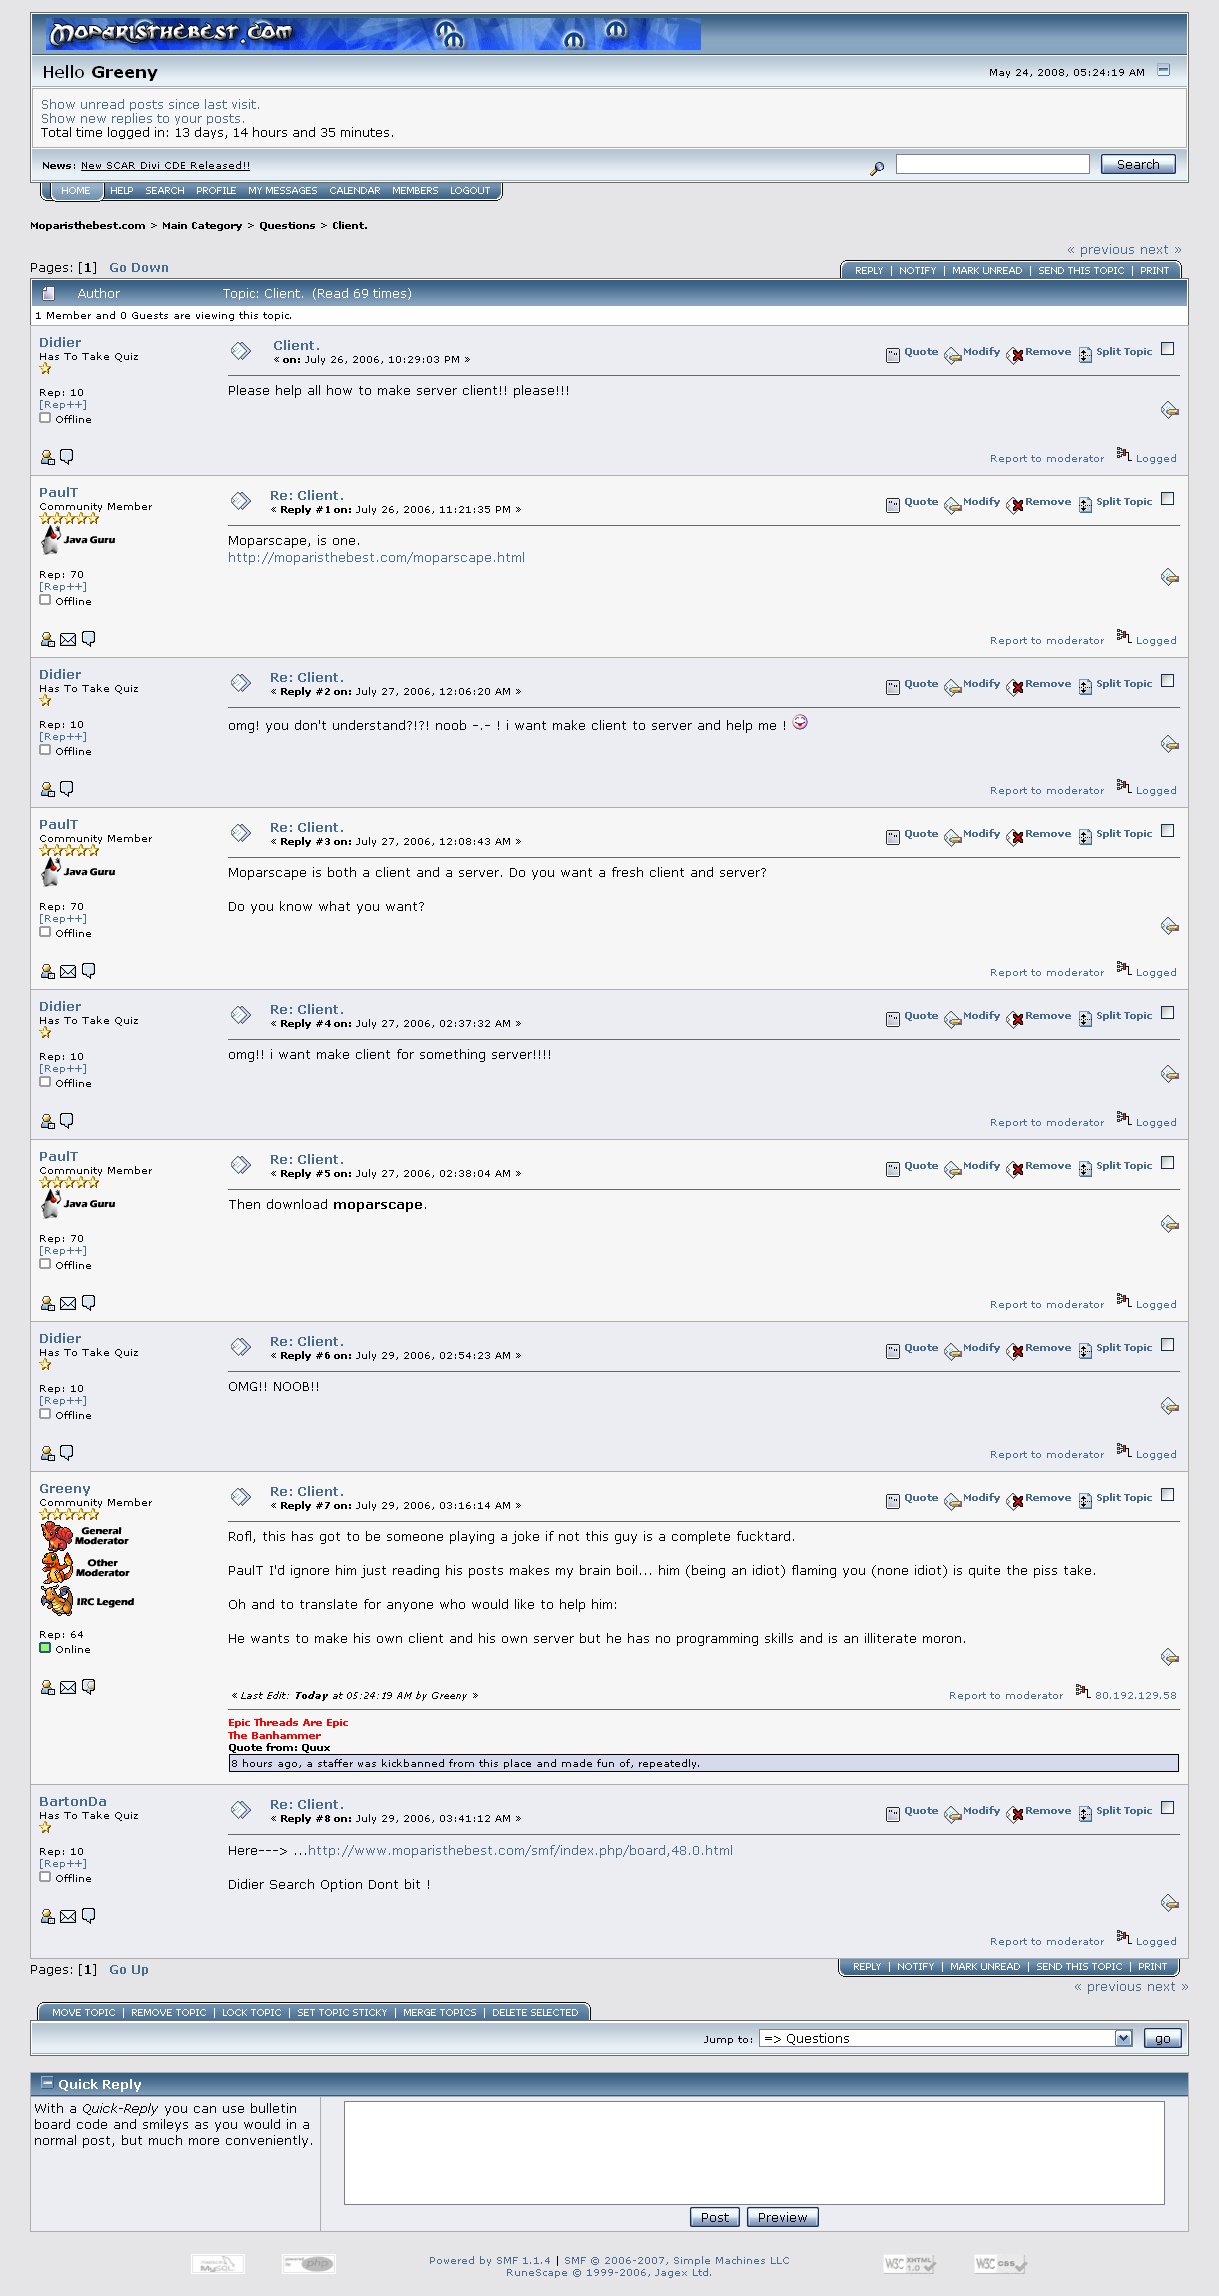 Moparisthebest.com
Hello Greeny
May 24, 2008, 05:24:19 AM
Show unread posts since last visit.
Show new replies to your posts.
Total time logged in: 13 days, 14 hours and 35 minutes.
News: New SCAR Divi CDE Released!!
Search
HOME HELP SEARCH PROFILE MY MESSAGES CALENDAR MEMBERS LOGOUT
Moparisthebest.com > Main Category > Questions > Client.
« previous next »
Pages: [1] Go Down
REPLY | NOTIFY | MARK UNREAD | SEND THIS TOPIC | PRINT
Author Topic: Client. (Read 69 times)
1 Member and 0 Guests are viewing this topic.
Didier
Has To Take Quiz
Rep: 10
[Rep++]
Offline
Client.
« on: July 26, 2006, 10:29:03 PM »
Quote Modify Remove Split Topic
Please help all how to make server client!! please!!!
Report to moderator Logged
PaulT
Community Member
Java Guru
Rep: 70
[Rep++]
Offline
Re: Client.
« Reply #1 on: July 26, 2006, 11:21:35 PM »
Quote Modify Remove Split Topic
Moparscape, is one.
http://moparisthebest.com/moparscape.html
Report to moderator Logged
Didier
Has To Take Quiz
Rep: 10
[Rep++]
Offline
Re: Client.
« Reply #2 on: July 27, 2006, 12:06:20 AM »
Quote Modify Remove Split Topic
omg! you don't understand?!?! noob -.- ! i want make client to server and help me !
Report to moderator Logged
PaulT
Community Member
Java Guru
Rep: 70
[Rep++]
Offline
Re: Client.
« Reply #3 on: July 27, 2006, 12:08:43 AM »
Quote Modify Remove Split Topic
Moparscape is both a client and a server. Do you want a fresh client and server?
Do you know what you want?
Report to moderator Logged
Didier
Has To Take Quiz
Rep: 10
[Rep++]
Offline
Re: Client.
« Reply #4 on: July 27, 2006, 02:37:32 AM »
Quote Modify Remove Split Topic
omg!! i want make client for something server!!!!
Report to moderator Logged
PaulT
Community Member
Java Guru
Rep: 70
[Rep++]
Offline
Re: Client.
« Reply #5 on: July 27, 2006, 02:38:04 AM »
Quote Modify Remove Split Topic
Then download moparscape.
Report to moderator Logged
Didier
Has To Take Quiz
Rep: 10
[Rep++]
Offline
Re: Client.
« Reply #6 on: July 29, 2006, 02:54:23 AM »
Quote Modify Remove Split Topic
OMG!! NOOB!!
Report to moderator Logged
Greeny
Community Member
General
Moderator
Other
Moderator
IRC Legend
Rep: 64
Online
Re: Client.
« Reply #7 on: July 29, 2006, 03:16:14 AM »
Quote Modify Remove Split Topic
Rofl, this has got to be someone playing a joke if not this guy is a complete fucktard.
PaulT I'd ignore him just reading his posts makes my brain boil... him (being an idiot) flaming you (none idiot) is quite the piss take.
Oh and to translate for anyone who would like to help him:
He wants to make his own client and his own server but he has no programming skills and is an illiterate moron.
« Last Edit: Today at 05:24:19 AM by Greeny »
Report to moderator 80.192.129.58
Epic Threads Are Epic
The Banhammer
Quote from: Quux
8 hours ago, a staffer was kickbanned from this place and made fun of, repeatedly.
BartonDa
Has To Take Quiz
Rep: 10
[Rep++]
Offline
Re: Client.
« Reply #8 on: July 29, 2006, 03:41:12 AM »
Quote Modify Remove Split Topic
Here---> ...http://www.moparisthebest.com/smf/index.php/board,48.0.html
Didier Search Option Dont bit !
Report to moderator Logged
Pages: [1] Go Up
REPLY | NOTIFY | MARK UNREAD | SEND THIS TOPIC | PRINT
« previous next »
MOVE TOPIC | REMOVE TOPIC | LOCK TOPIC | SET TOPIC STICKY | MERGE TOPICS | DELETE SELECTED
Jump to: => Questions go
Quick Reply
With a Quick-Reply you can use bulletin
board code and smileys as you would in a
normal post, but much more conveniently.
Post Preview
MySQL
powered by php
Powered by SMF 1.1.4 | SMF © 2006-2007, Simple Machines LLC
RuneScape © 1999-2006, Jagex Ltd.
W3C XHTML 1.0
W3C css